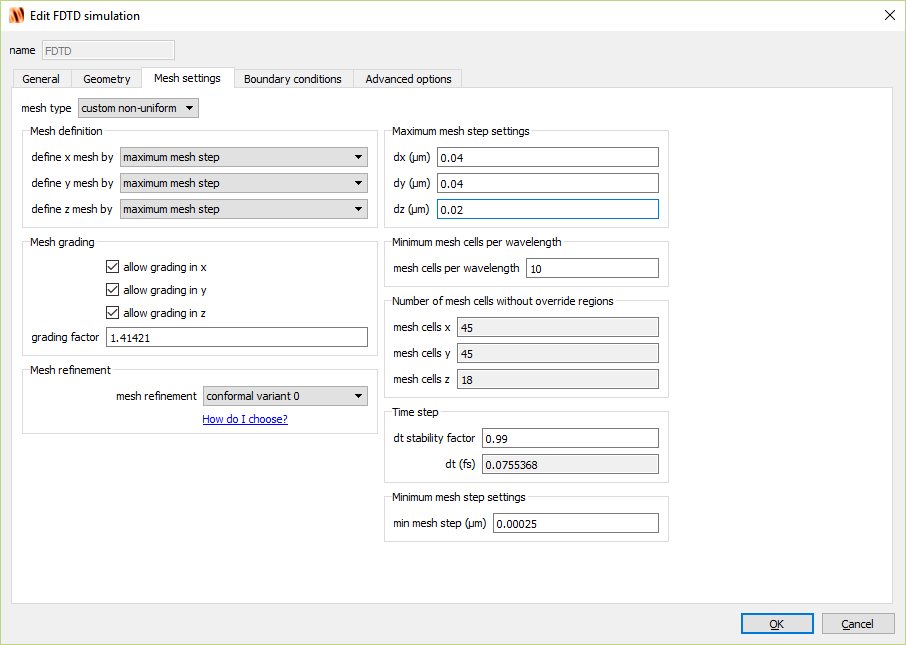 Edit FDTD simulation
name FDTD
General Geometry Mesh settings Boundary conditions Advanced options
mesh type custom non-uniform
Mesh definition
define x mesh by maximum mesh step
define y mesh by maximum mesh step
define z mesh by maximum mesh step
Mesh grading
allow grading in x
allow grading in y
allow grading in z
grading factor 1.41421
Mesh refinement
mesh refinement conformal variant 0
How do I choose?
Maximum mesh step settings
dx (μm) 0.04
dy (μm) 0.04
dz (μm) 0.02
Minimum mesh cells per wavelength
mesh cells per wavelength 10
Number of mesh cells without override regions
mesh cells x 45
mesh cells y 45
mesh cells z 18
Time step
dt stability factor 0.99
dt (fs) 0.0755368
Minimum mesh step settings
min mesh step (μm) 0.00025
OK Cancel